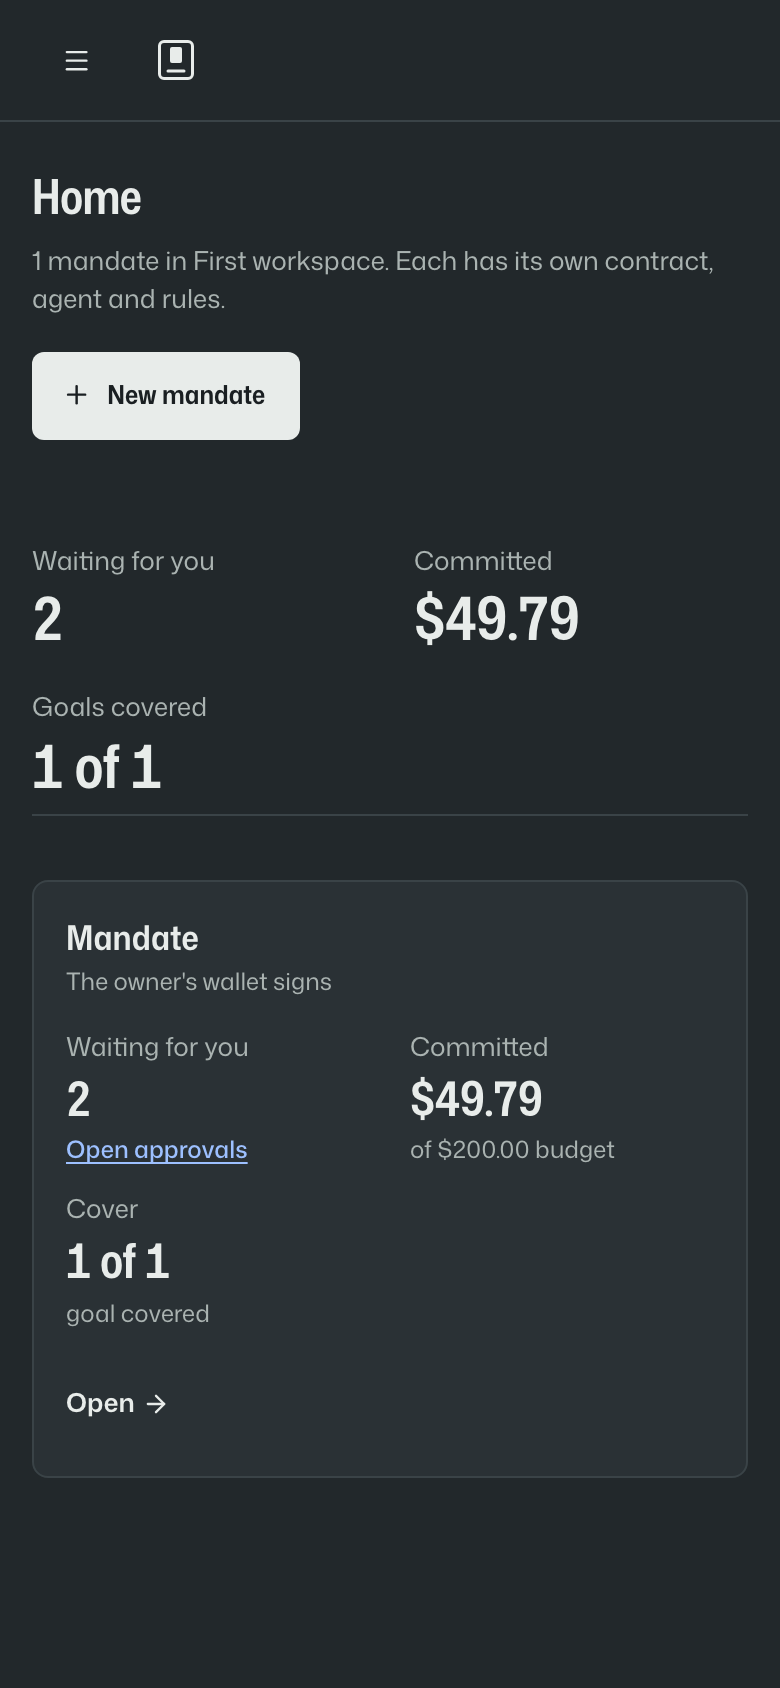 Home
1 mandate in First workspace. Each has its own contract,
agent and rules.
New mandate
Waiting for you
2
Committed
$49.79
Goals covered
1 of 1
Mandate
The owner's wallet signs
Waiting for you
2
Open approvals
Committed
$49.79
of $200.00 budget
Cover
1 of 1
goal covered
Open →